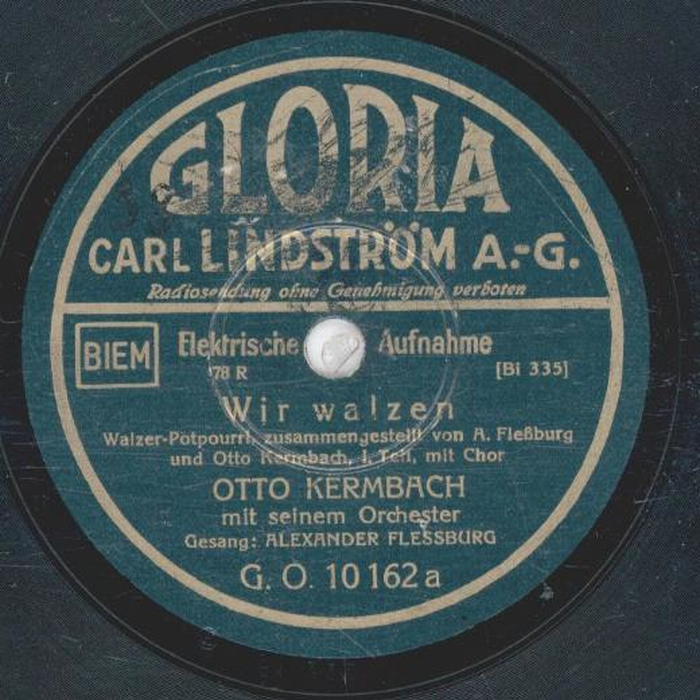 GLORIA
CARL LINDSTRÖM A.-G.
Radiosendung ohne Genehmigung verboten
BIEM
Elektrische Aufnahme
78 R [Bi 335]
Wir walzen
Walzer-Potpourri, zusammengestellt von A. Fleßburg
und Otto Kermbach, I. Teil, mit Chor
OTTO KERMBACH
mit seinem Orchester
Gesang: ALEXANDER FLESSBURG
G. O. 10 162 a